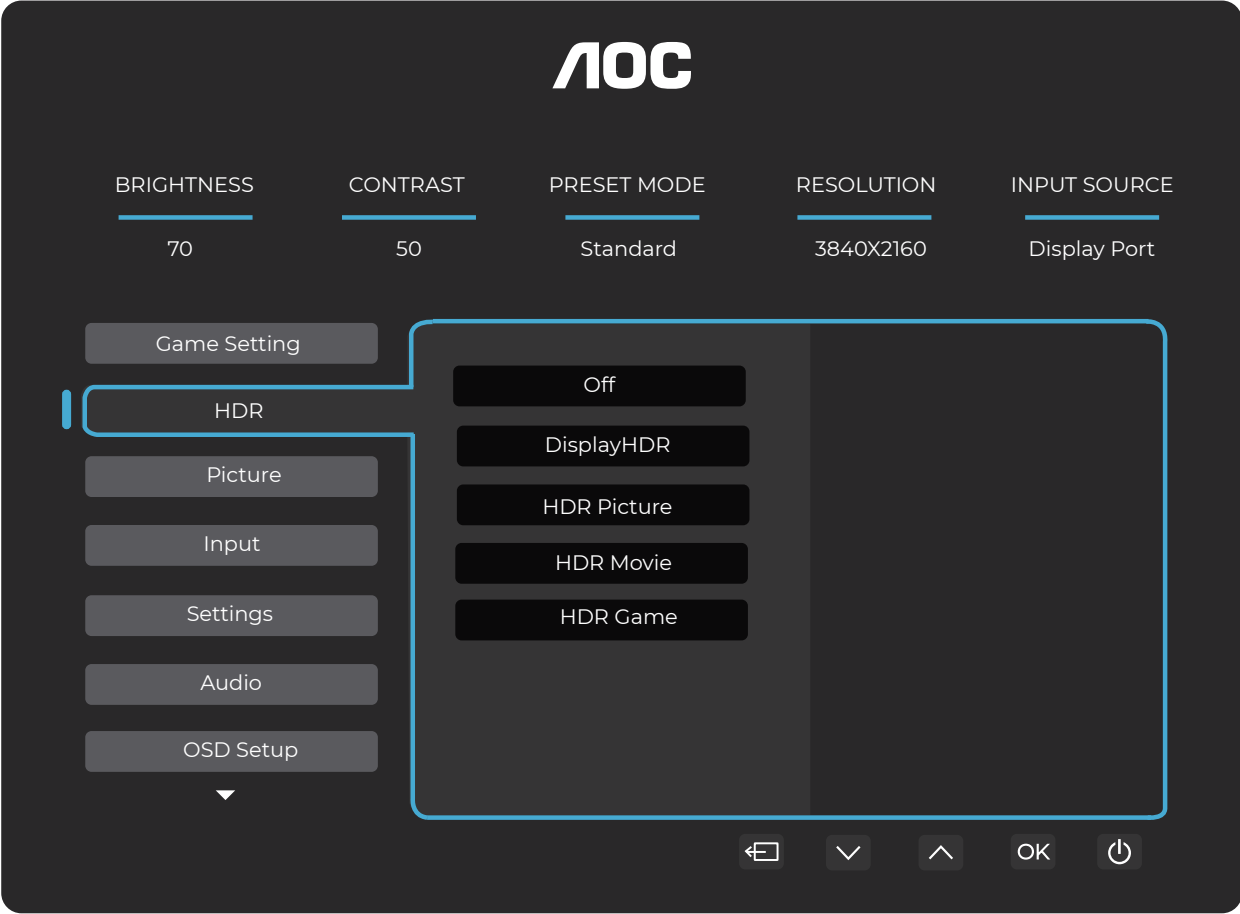 AOC
BRIGHTNESS CONTRAST PRESET MODE RESOLUTION INPUT SOURCE
70 50 Standard 3840X2160 Display Port
Game Setting
HDR
Picture
Input
Settings
Audio
OSD Setup
Off
DisplayHDR
HDR Picture
HDR Movie
HDR Game
OK